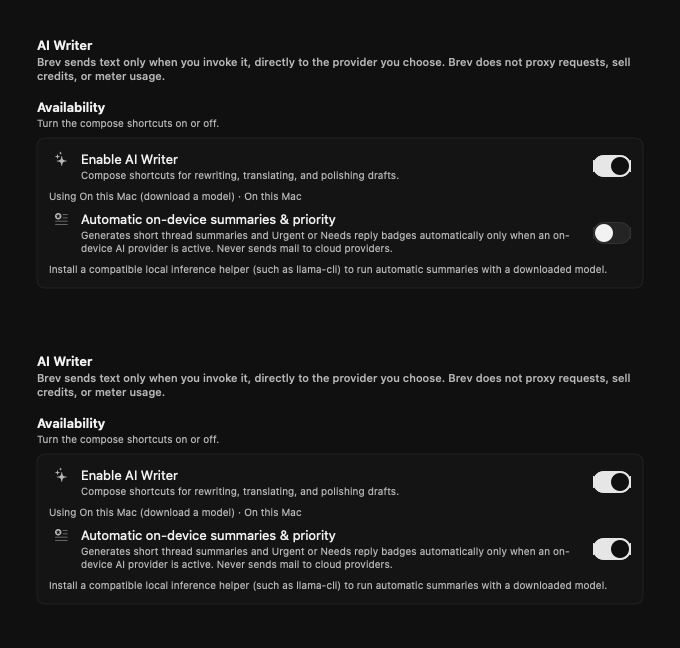 AI Writer
Brev sends text only when you invoke it, directly to the provider you choose. Brev does not proxy requests, sell
credits, or meter usage.
Availability
Turn the compose shortcuts on or off.
Enable AI Writer
Compose shortcuts for rewriting, translating, and polishing drafts.
Using On this Mac (download a model) · On this Mac
Automatic on-device summaries & priority
Generates short thread summaries and Urgent or Needs reply badges automatically only when an on-
device AI provider is active. Never sends mail to cloud providers.
Install a compatible local inference helper (such as llama-cli) to run automatic summaries with a downloaded model.
AI Writer
Brev sends text only when you invoke it, directly to the provider you choose. Brev does not proxy requests, sell
credits, or meter usage.
Availability
Turn the compose shortcuts on or off.
Enable AI Writer
Compose shortcuts for rewriting, translating, and polishing drafts.
Using On this Mac (download a model) · On this Mac
Automatic on-device summaries & priority
Generates short thread summaries and Urgent or Needs reply badges automatically only when an on-
device AI provider is active. Never sends mail to cloud providers.
Install a compatible local inference helper (such as llama-cli) to run automatic summaries with a downloaded model.